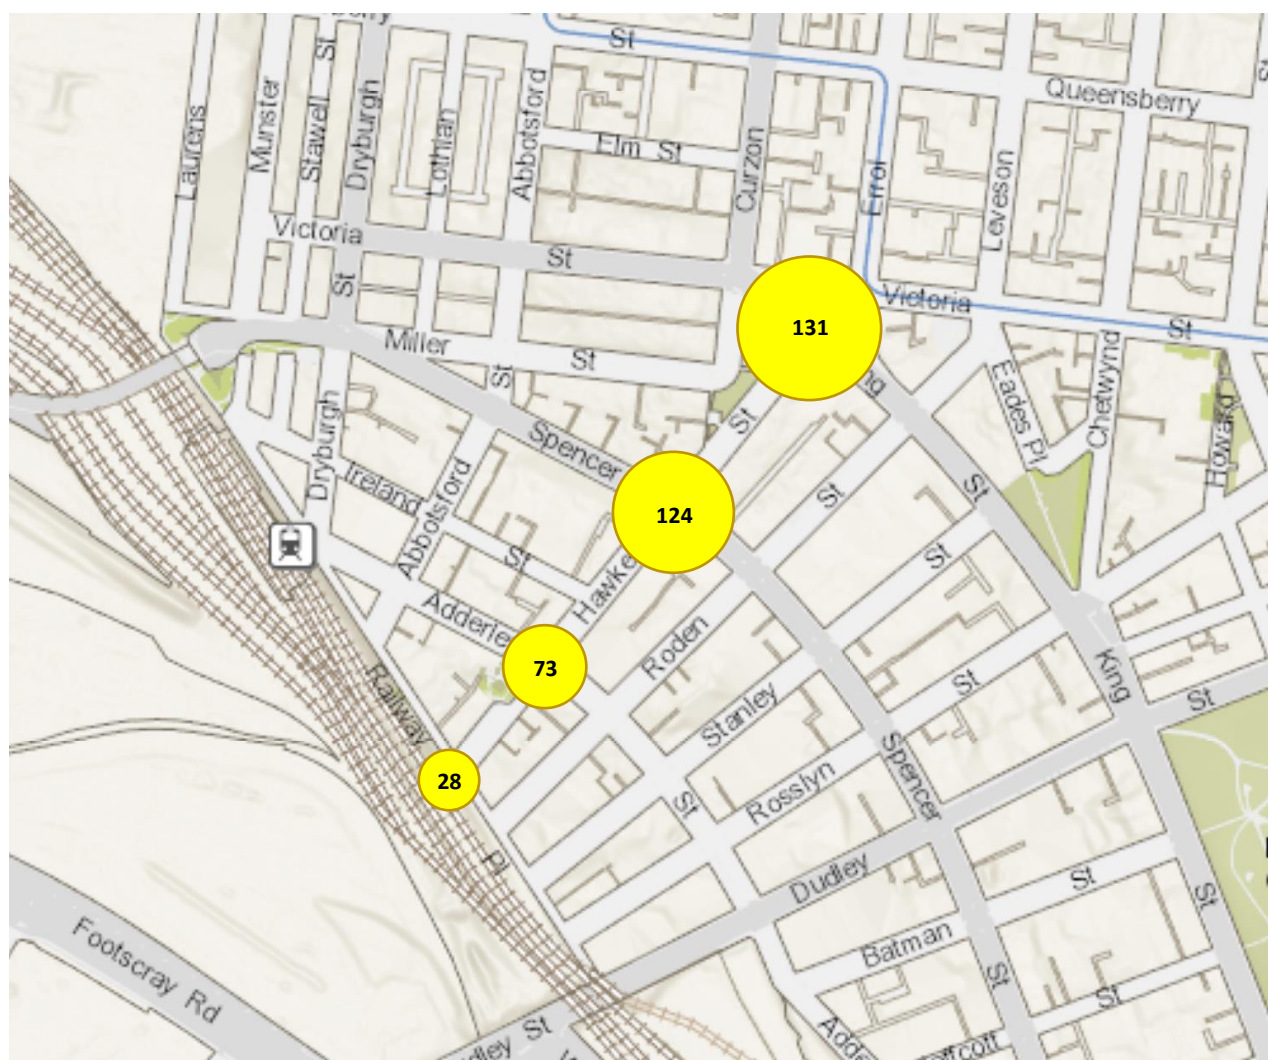 St
Queensberry
Laurens
Munster
Stawell
St
Dryburgh
Lothian
Abbotsford
Elm St
Curzon
Errol
Leveson
Victoria
St
St
Victoria
St
131
Miller
St
St
St
Eades Pl
Chetwynd
Howard
Spencer
124
Dryburgh
Ireland
St
Abbotsford
Hawke
St
St
St
73
Roden
Stanley
St
King
St
Railway
28
Pl
Rosslyn
St
Spencer
Dudley
St
St
Batman
St
St
Footscray Rd
St